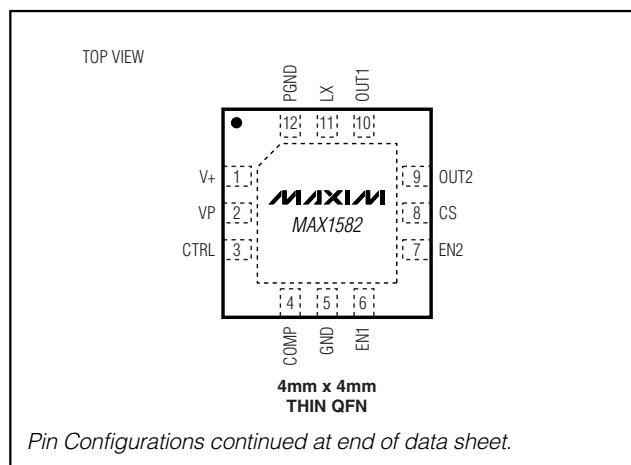 TOP VIEW
PGND
LX
OUT1
12
11
10
V+ 1
9 OUT2
VP 2
MAXIM
8 CS
MAX1582
CTRL 3
7 EN2
4
5
6
COMP
GND
EN1
4mm x 4mm
THIN QFN
Pin Configurations continued at end of data sheet.